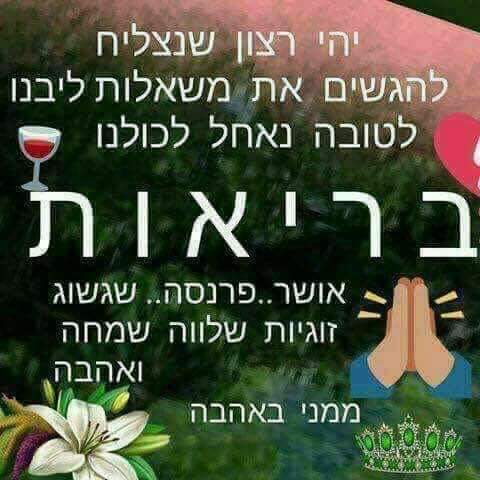 יהי רצון שנצליח
להגשים את משאלות ליבנו
לטובה נאחל לכולנו
בריאות
אושר..פרנסה..שגשוג
זוגיות שלווה שמחה
ואהבה
ממני באהבה